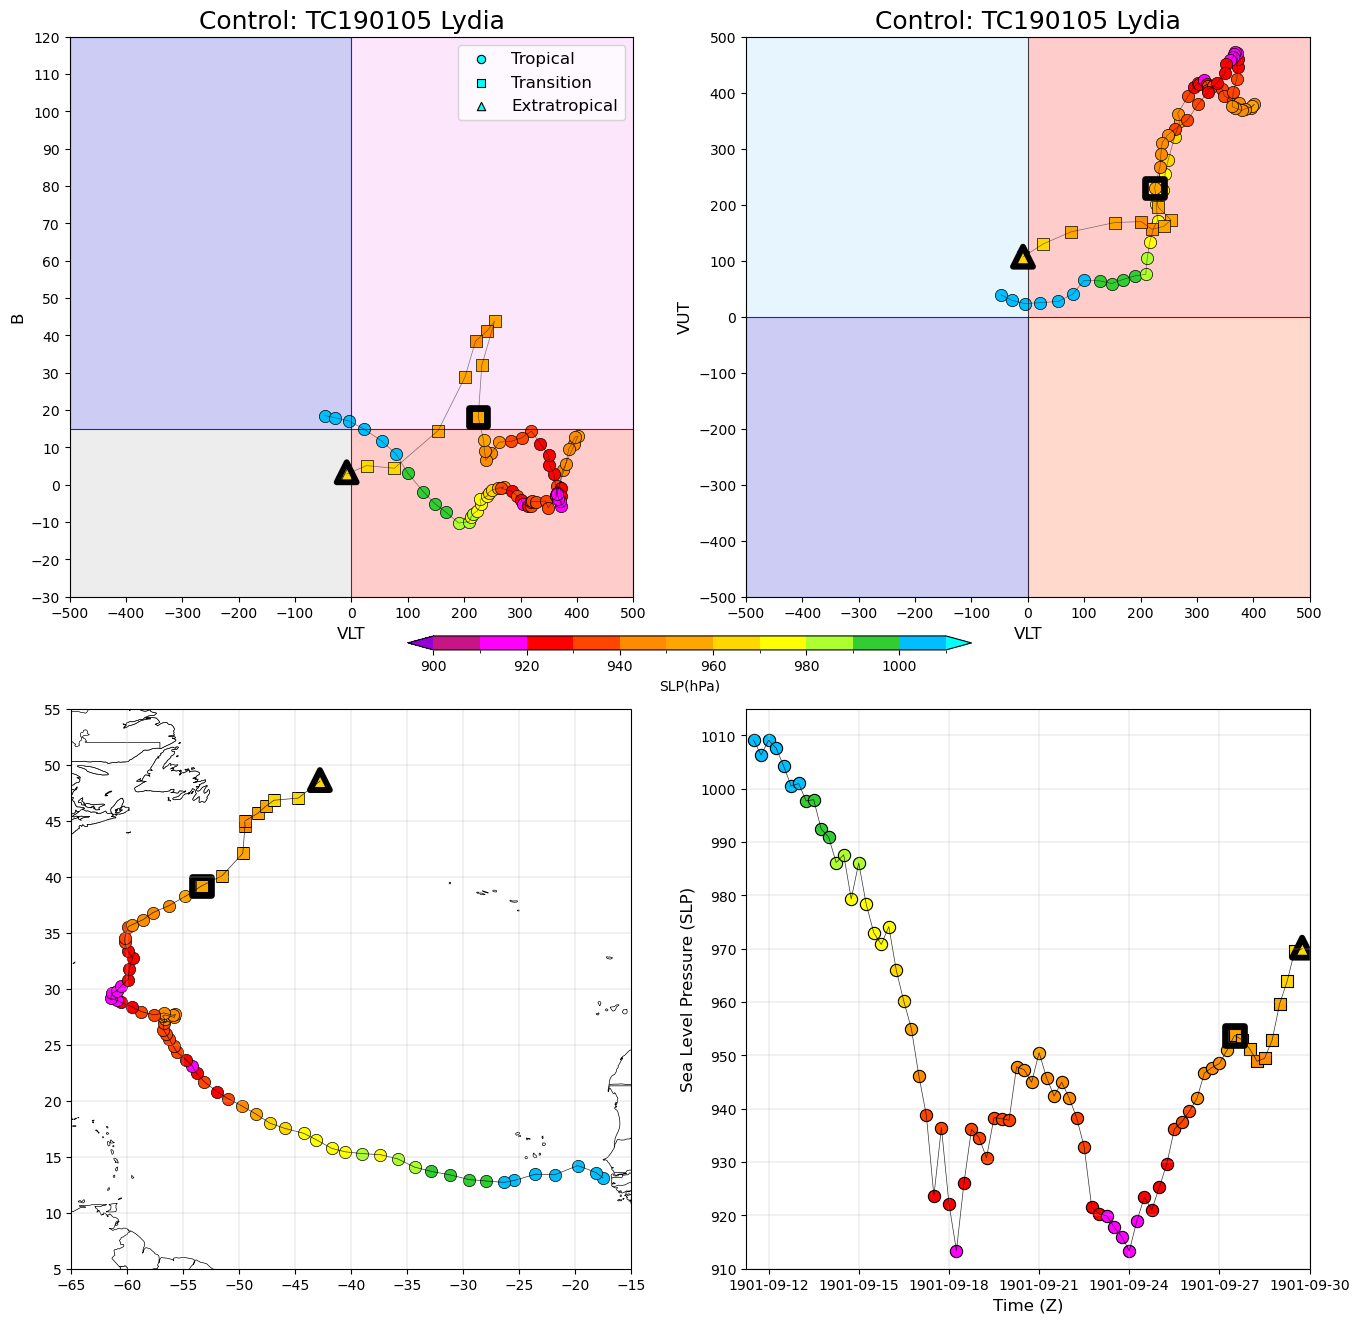 Control: TC190105 Lydia
120
110
100
90
80
70
60
50
40
30
20
10
0
−10
−20
−30
B
Tropical
Transition
Extratropical
−500 −400 −300 −200 −100 0 100 200 300 400 500
VLT
Control: TC190105 Lydia
500
400
300
200
100
0
−100
−200
−300
−400
−500
VUT
−500 −400 −300 −200 −100 0 100 200 300 400 500
VLT
900 920 940 960 980 1000
SLP(hPa)
55
50
45
40
35
30
25
20
15
10
5
−65 −60 −55 −50 −45 −40 −35 −30 −25 −20 −15
1010
1000
990
980
970
960
950
940
930
920
910
Sea Level Pressure (SLP)
1901-09-12 1901-09-15 1901-09-18 1901-09-21 1901-09-24 1901-09-27 1901-09-30
Time (Z)